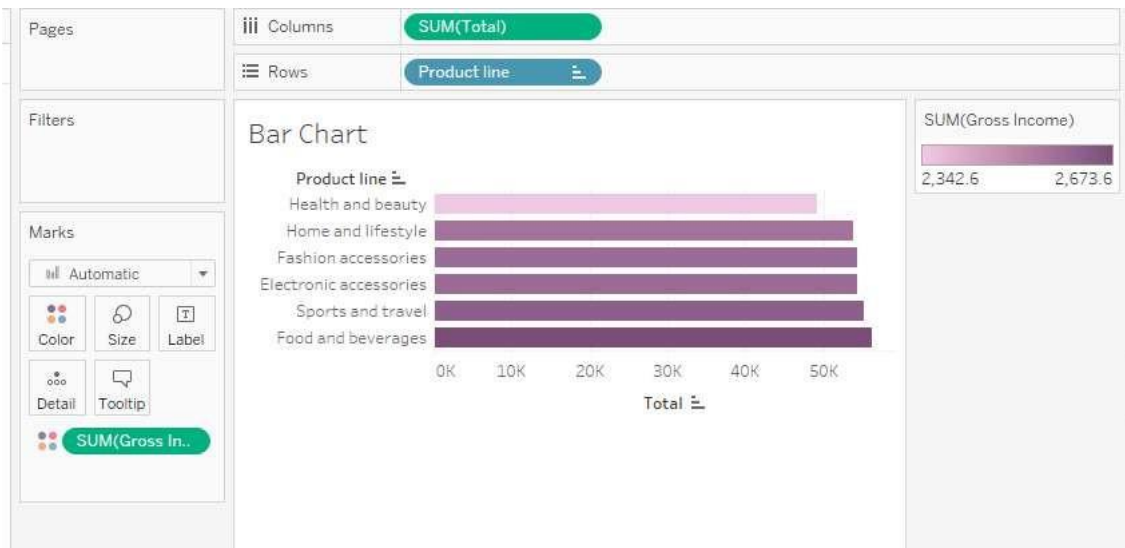 Pages
Columns
SUM(Total)
Rows
Product line
Filters
Bar Chart
Product line
Health and beauty
Home and lifestyle
Fashion accessories
Electronic accessories
Sports and travel
Food and beverages
0K 10K 20K 30K 40K 50K
Total
SUM(Gross Income)
2,342.6 2,673.6
Marks
Automatic
Color Size Label
Detail Tooltip
SUM(Gross In..